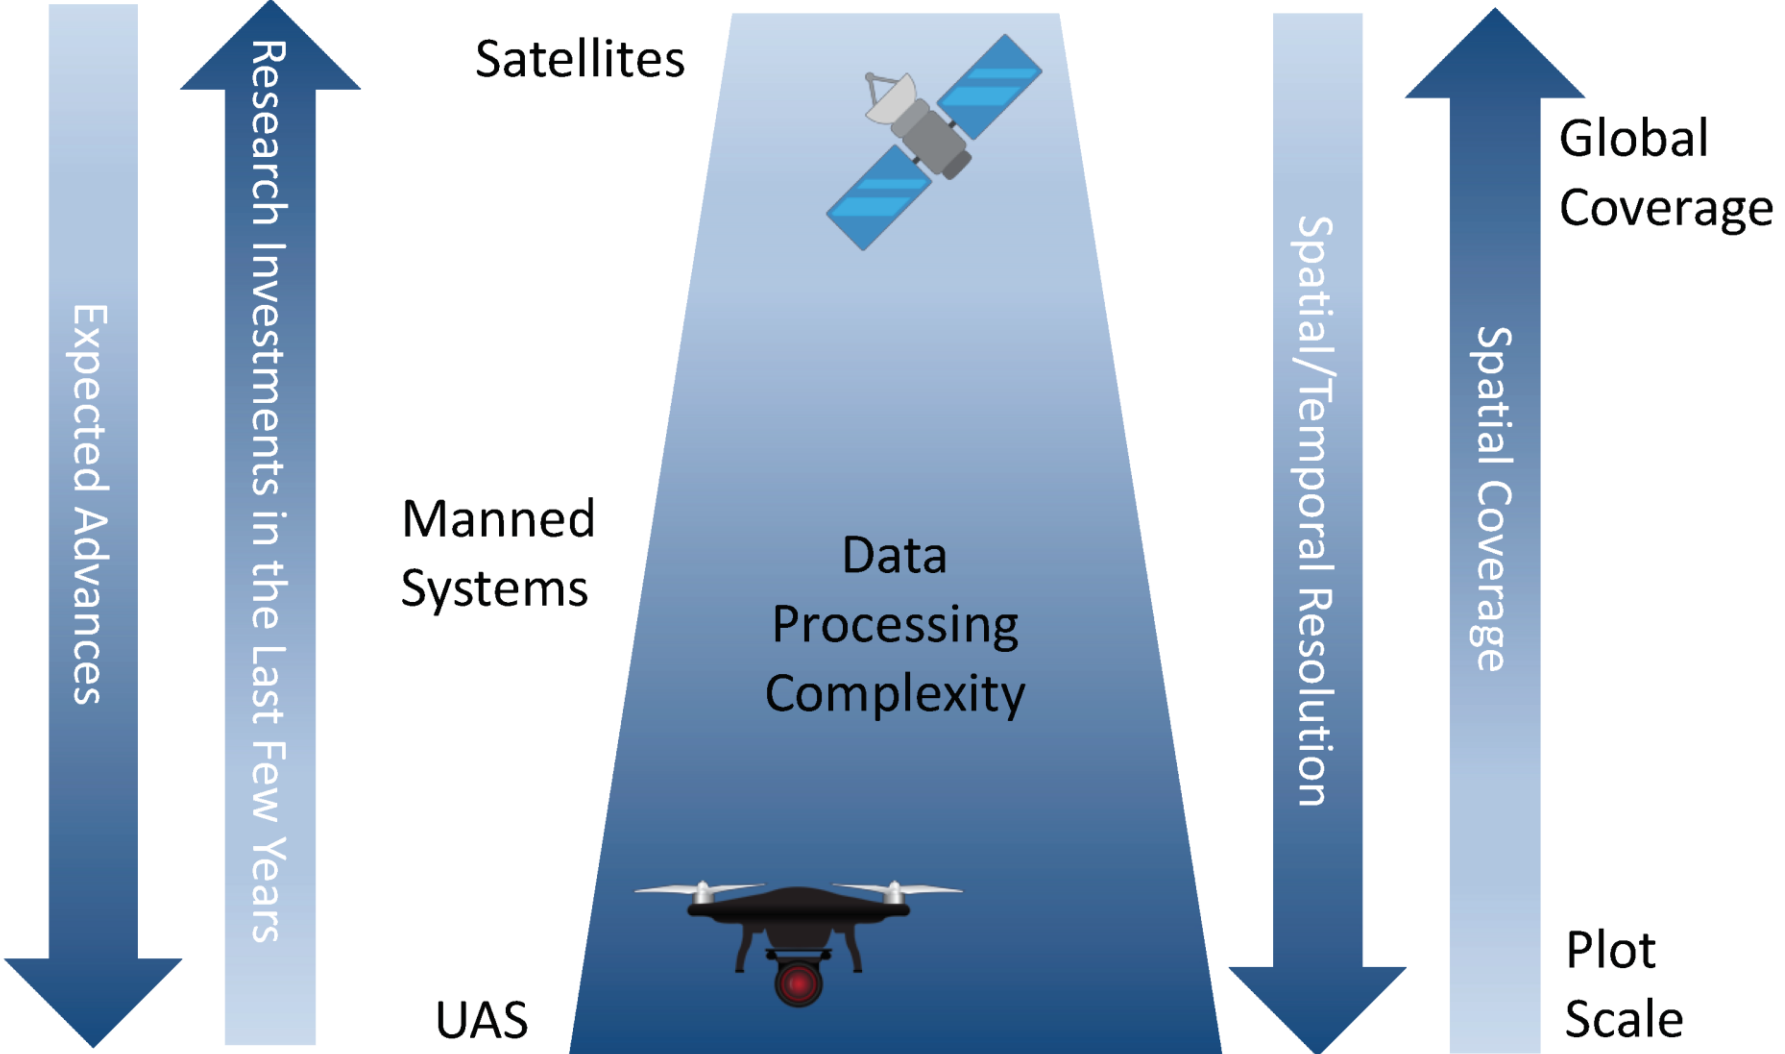 Expected Advances
Research Investments in the Last Few Years
Satellites
Manned
Systems
UAS
Data
Processing
Complexity
Spatial/Temporal Resolution
Spatial Coverage
Global
Coverage
Plot
Scale